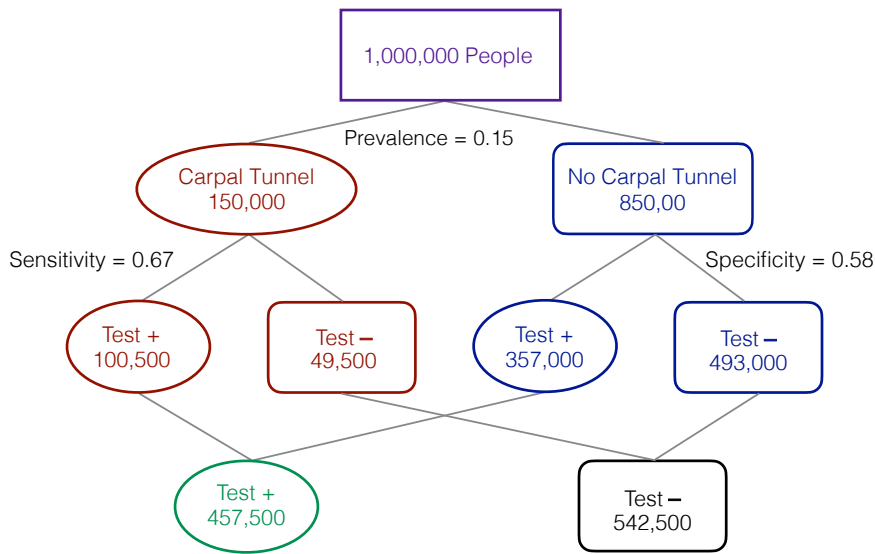 1,000,000 People
Prevalence = 0.15
Carpal Tunnel
150,000
No Carpal Tunnel
850,00
Sensitivity = 0.67
Specificity = 0.58
Test +
100,500
Test –
49,500
Test +
357,000
Test –
493,000
Test +
457,500
Test –
542,500